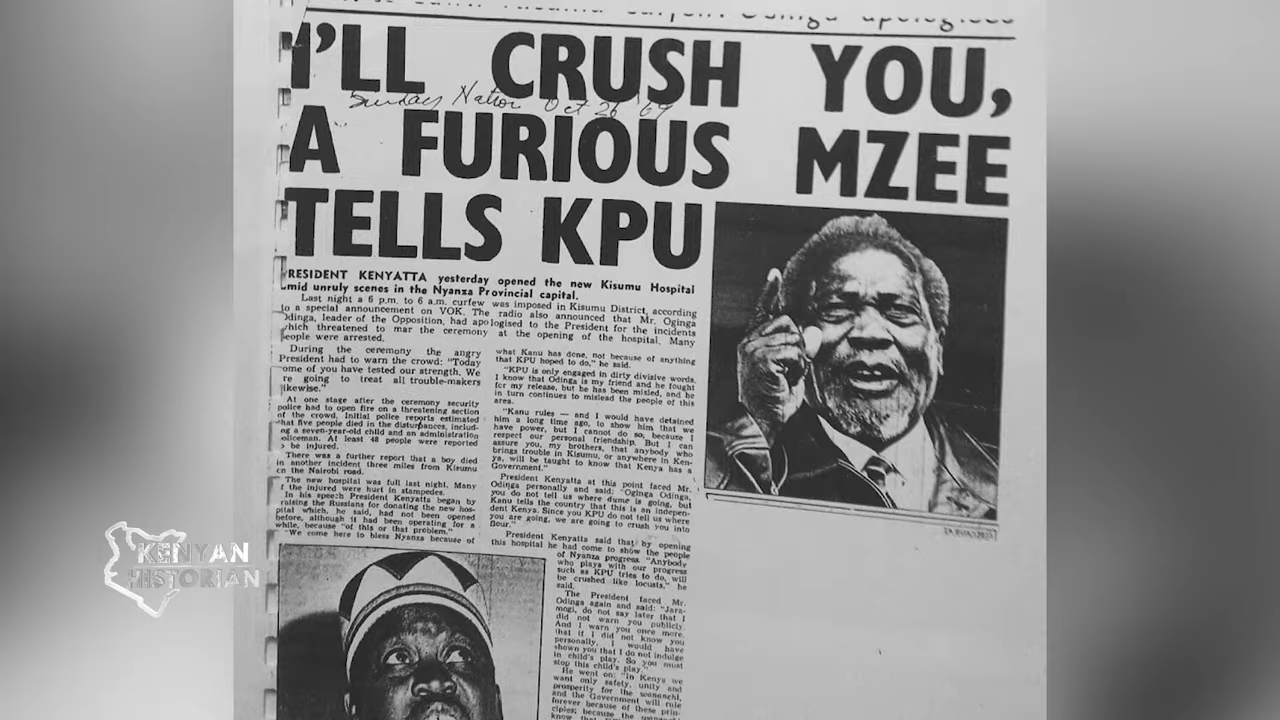 I'LL CRUSH YOU,
Sunday Nation Oct 26 '69
A FURIOUS MZEE
TELLS KPU
RESIDENT KENYATTA yesterday opened the new Kisumu Hospital
mid unruly scenes in the Nyanza Provincial capital.
Last night a 6 p.m. to 6 a.m. curfew was imposed in Kisumu District, according
to a special announcement on VOK. The radio also announced that Mr. Oginga
Odinga, leader of the Opposition, had apologised to the President for the incidents
which threatened to mar the ceremony at the opening of the hospital. Many
people were arrested.
During the ceremony the angry
President had to warn the crowd: "Today
ome of you have tested our strength. We
re going to treat all trouble-makers
likewise."
At one stage after the ceremony security
police had to open fire on a threatening section
of the crowd. Initial police reports estimated
that five people died in the disturbances, includ-
ng a seven-year-old child and an administration
oliceman. At least 48 people were reported
o be injured.
There was a further report that a boy died
in another incident three miles from Kisumu
on the Nairobi road.
The new hospital was full last night. Many
f the injured were hurt in stampedes.
In his speech President Kenyatta began by
raising the Russians for donating the new hos-
pital which, he said, had not been opened
before, although it had been operating for a
while, because "of this or that problem."
"We come here to bless Nyanza because of
what Kanu has done, not because of anything
that KPU hoped to do," he said.
"KPU is only engaged in dirty divisive words.
I know that Odinga is my friend and he fought
for my release, but he has been misled, and he
in turn continues to mislead the people of this
area.
"Kanu rules — and I would have detained
him a long time ago, to show him that we
have power, but I cannot do so, because I
respect our personal friendship. But I can
assure you, my brothers, that anybody who
brings trouble in Kisumu, or anywhere in Ken-
ya, will be taught to know that Kenya has a
Government."
President Kenyatta at this point faced Mr.
Odinga personally and said: "Oginga Odinga,
you do not tell us where dume is going, but
Kanu tells the country that this is an indepen-
dent Kenya. Since you KPU do not tell us where
you are going, we are going to crush you into
flour."
President Kenyatta said that by opening
this hospital he had come to show the people
of Nyanza progress. "Anybody
who plays with our progress
such as KPU tries to do, will
be crushed like locusts," he
said.
The President faced Mr.
Odinga again and said: "Jara-
mogi, do not say later that I
did not warn you publicly.
And I warn you once more,
that if I did not know you
personally, I would have
shown you that I do not indulge
in child's play. So you must
stop this child's play."
He went on: "In Kenya we
want only safety, unity and
prosperity for the wananchi,
and the Government will rule
forever because of these prin-
ciples; because the wananchi
KENYAN
HISTORIAN